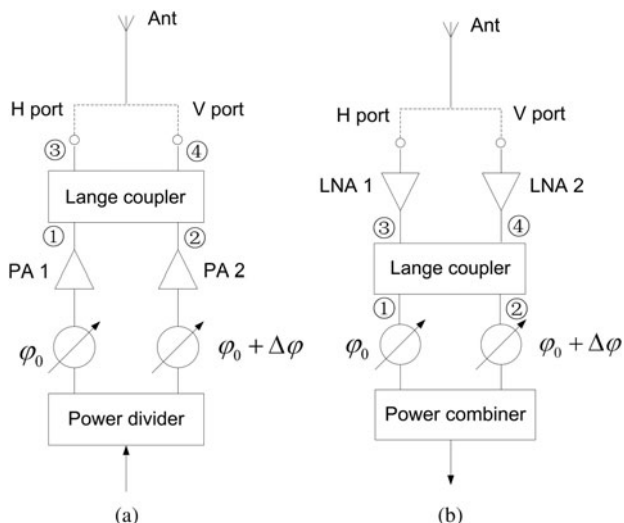 Ant
H port
V port
③
④
Lange coupler
①
②
PA 1
PA 2
φ₀
φ₀ + Δφ
Power divider
(a)
Ant
H port
V port
LNA 1
LNA 2
③
④
Lange coupler
①
②
φ₀
φ₀ + Δφ
Power combiner
(b)